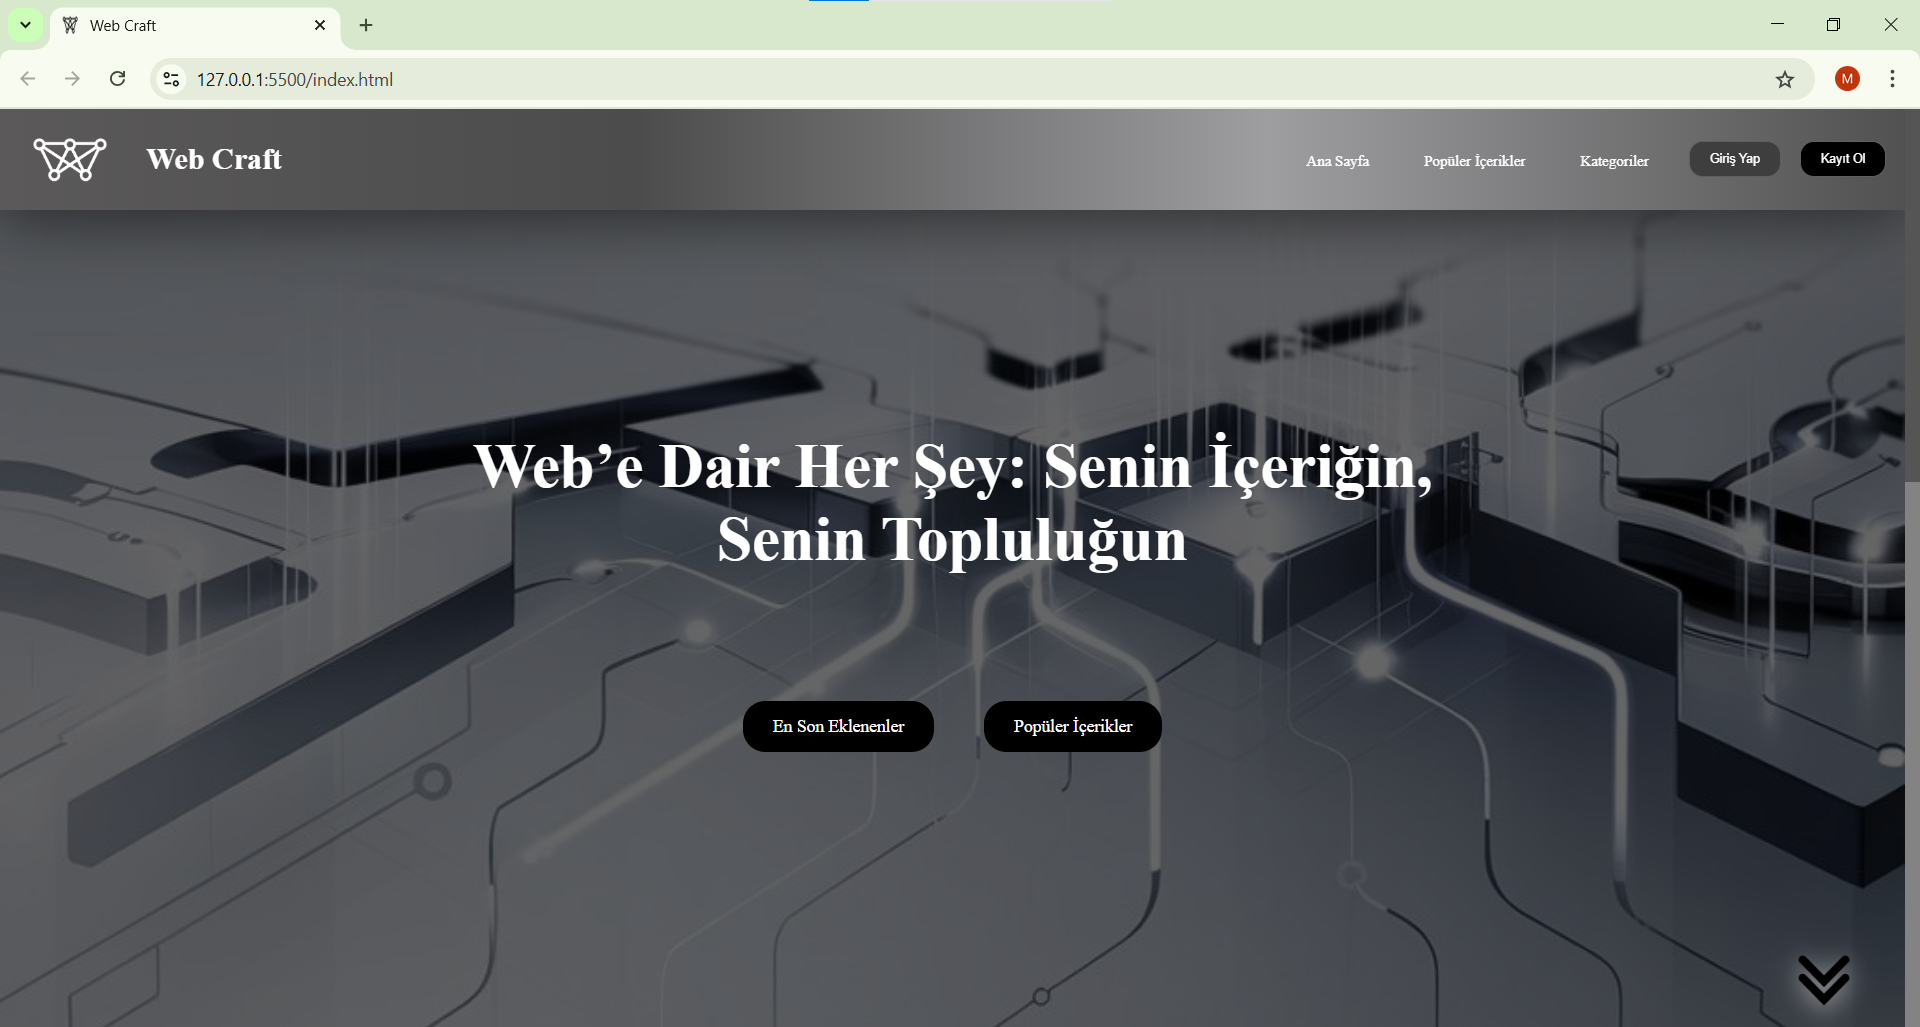 Web Craft
127.0.0.1:5500/index.html
M
Web Craft
Ana Sayfa
Popüler İçerikler
Kategoriler
Giriş Yap
Kayıt Ol
Web’e Dair Her Şey: Senin İçeriğin,
Senin Topluluğun
En Son Eklenenler
Popüler İçerikler